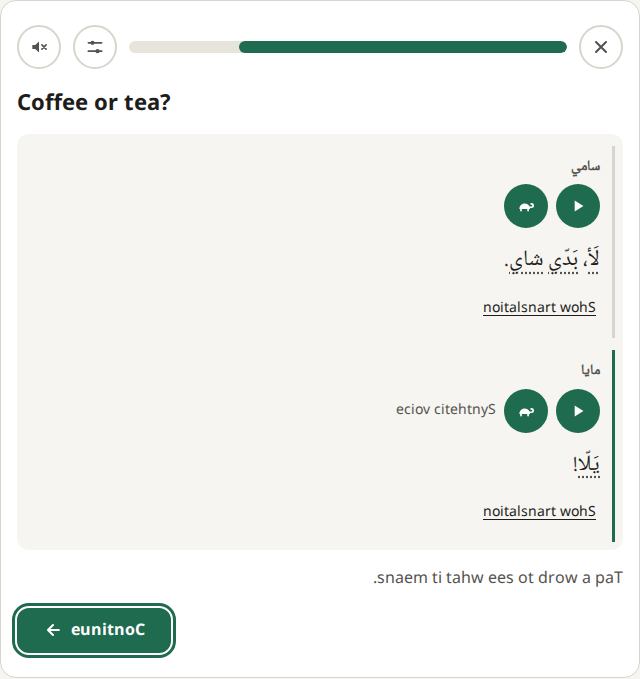 Coffee or tea?
سامي
لَأ، بَدّي شاي.
noitalsnart wohS
مايا
eciov citehtnyS
يَلّا!
noitalsnart wohS
.snaem ti tahw ees ot drow a paT
eunitnoC